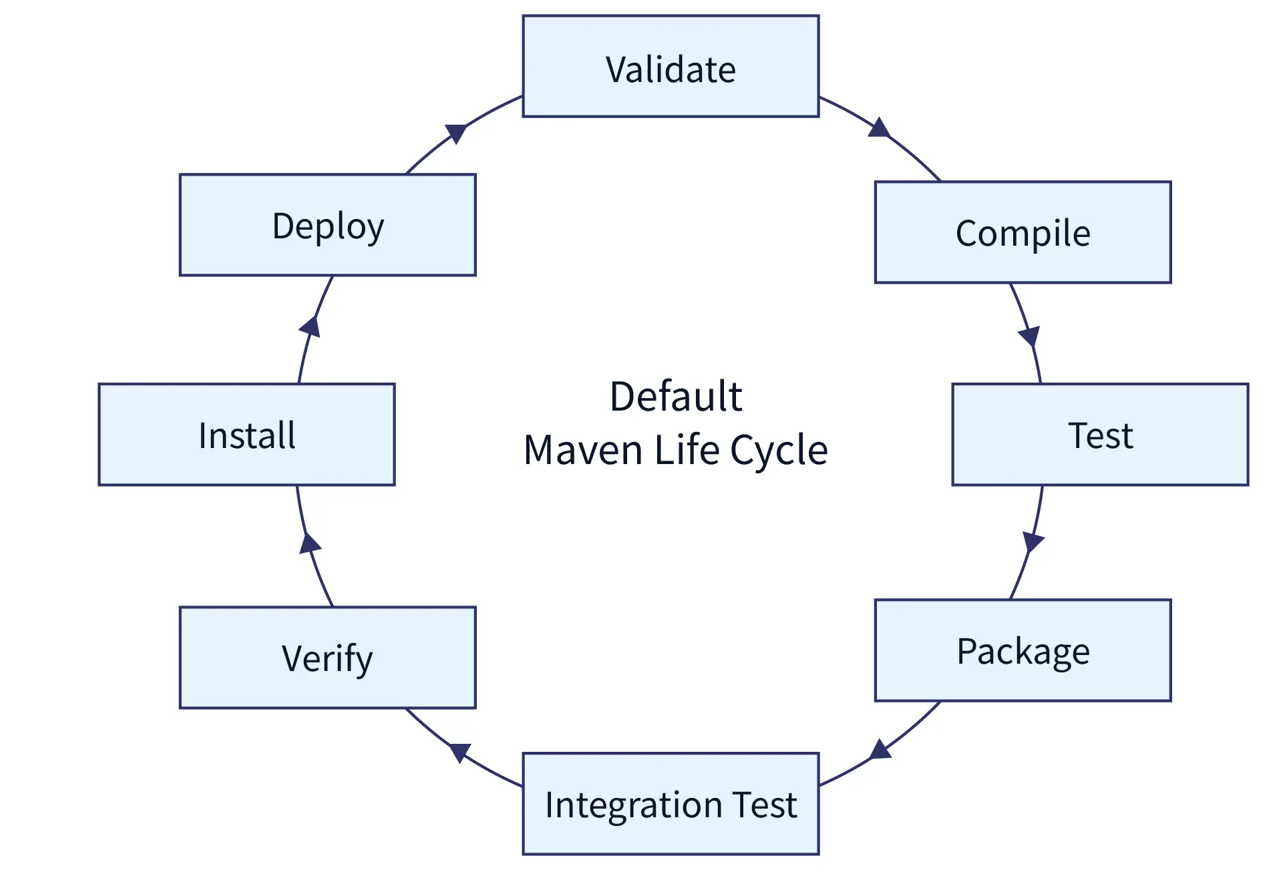 Validate
Deploy
Compile
Default
Maven Life Cycle
Install
Test
Verify
Package
Integration Test